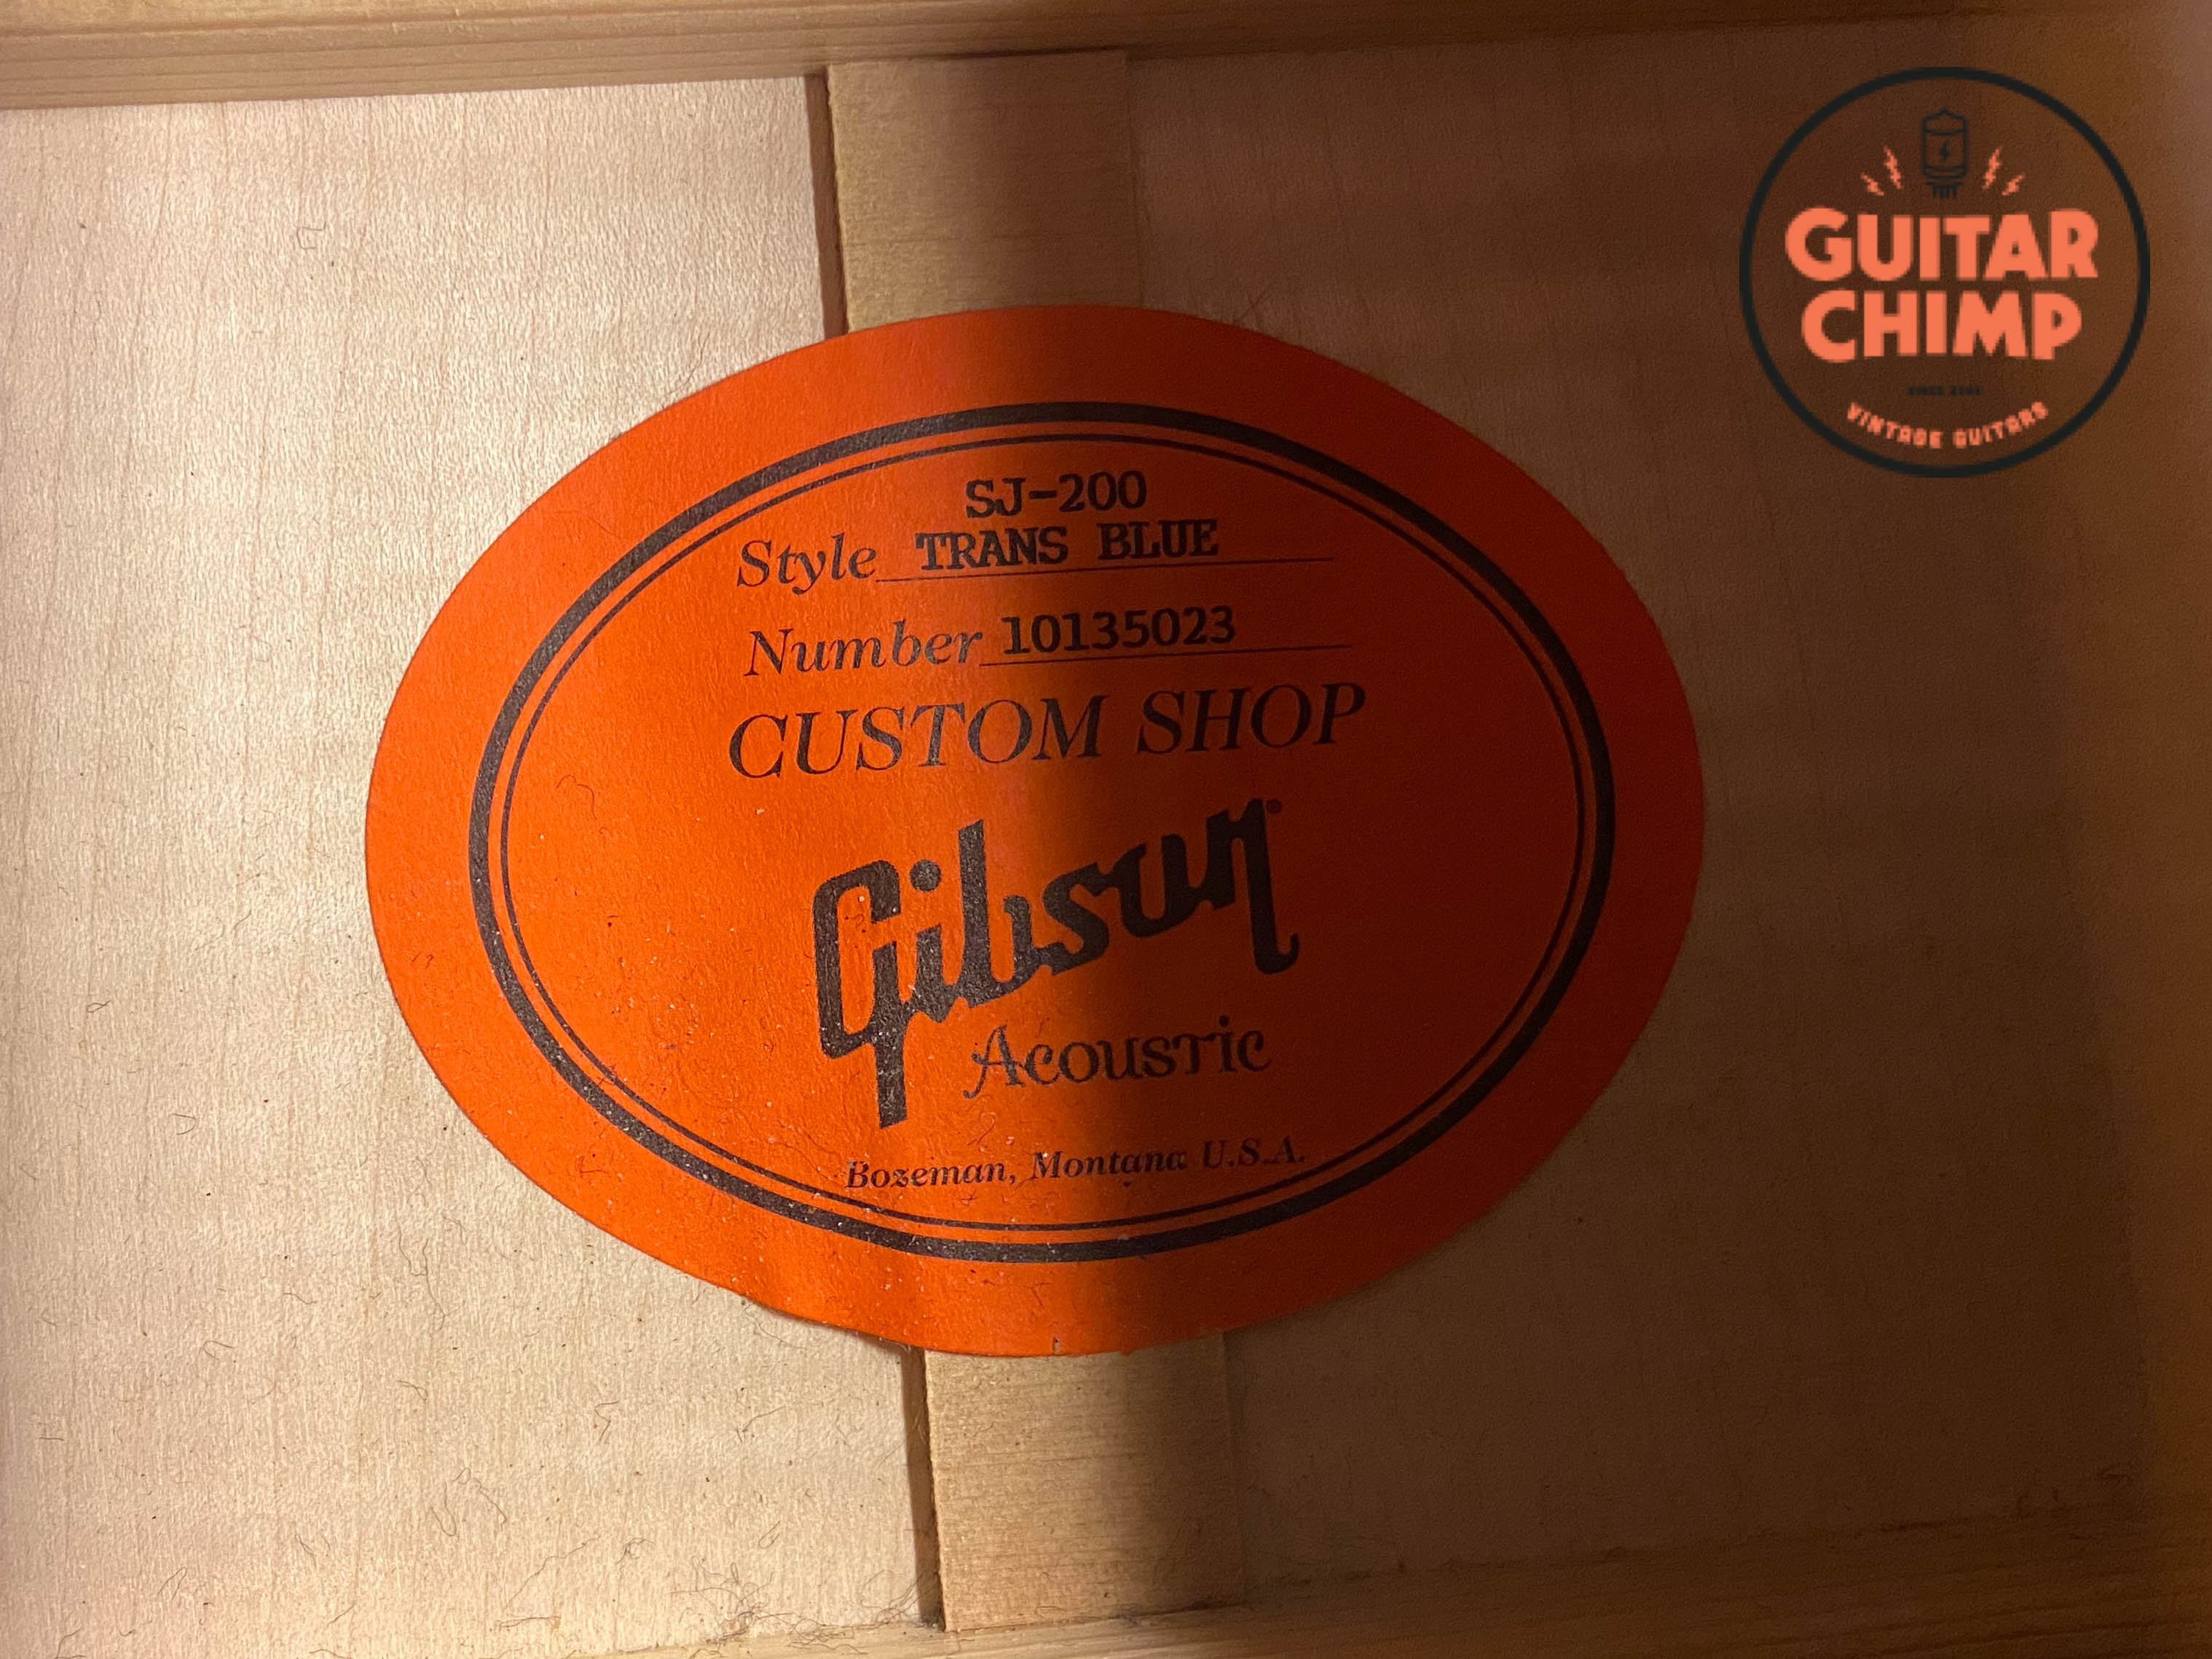 SJ-200
Style TRANS BLUE
Number 10135023
CUSTOM SHOP
Gibson
Acoustic
Bozeman, Montana U.S.A.
GUITAR
CHIMP
VINTAGE GUITARS